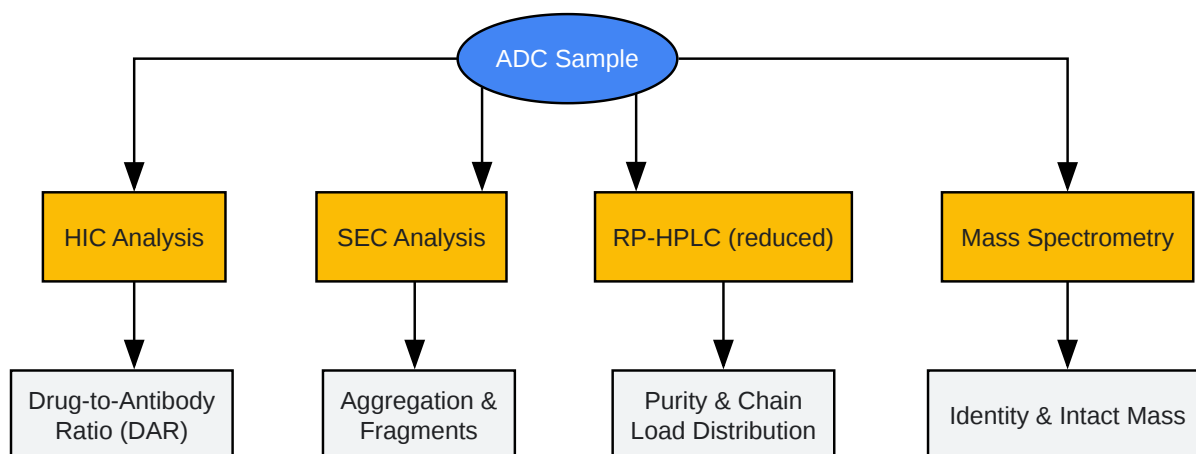 ADC Sample
HIC Analysis
SEC Analysis
RP-HPLC (reduced)
Mass Spectrometry
Drug-to-Antibody
Ratio (DAR)
Aggregation &
Fragments
Purity & Chain
Load Distribution
Identity & Intact Mass